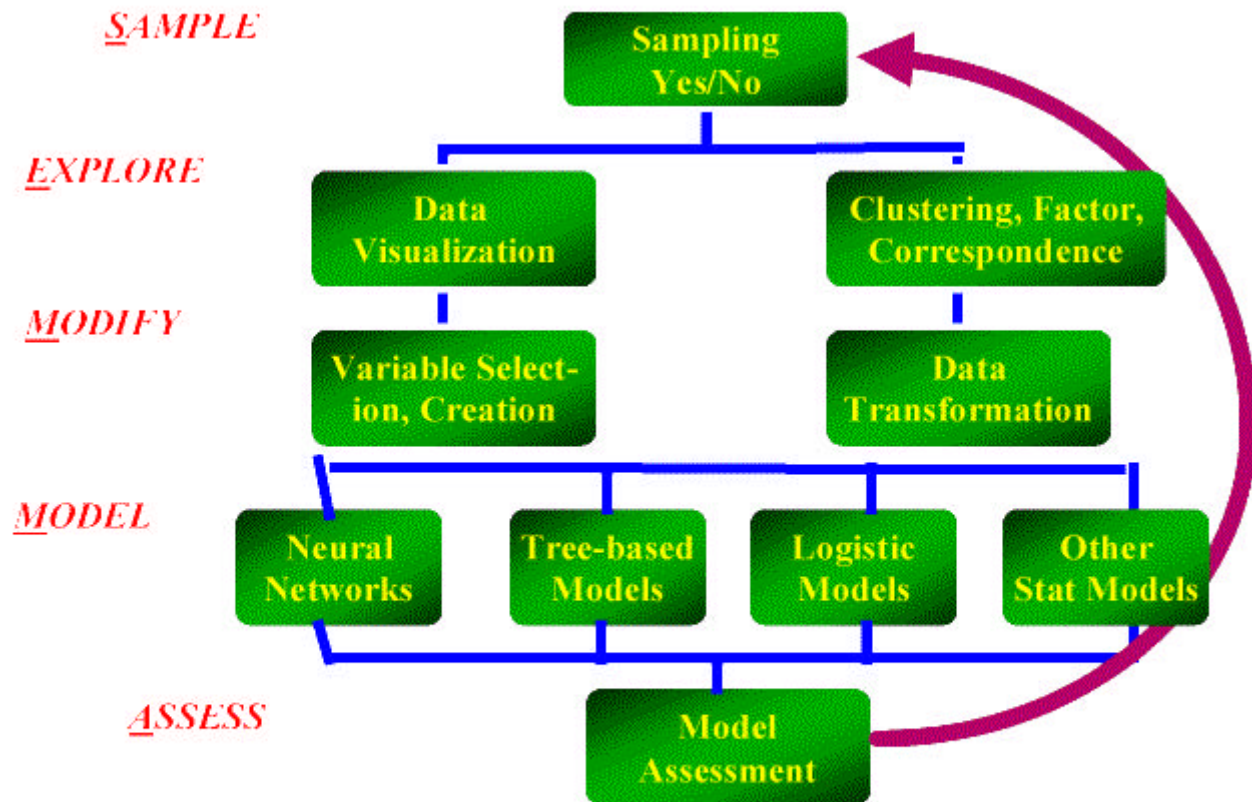 SAMPLE
Sampling
Yes/No
EXPLORE
Data
Visualization
Clustering, Factor,
Correspondence
MODIFY
Variable Select-
ion, Creation
Data
Transformation
MODEL
Neural
Networks
Tree-based
Models
Logistic
Models
Other
Stat Models
ASSESS
Model
Assessment